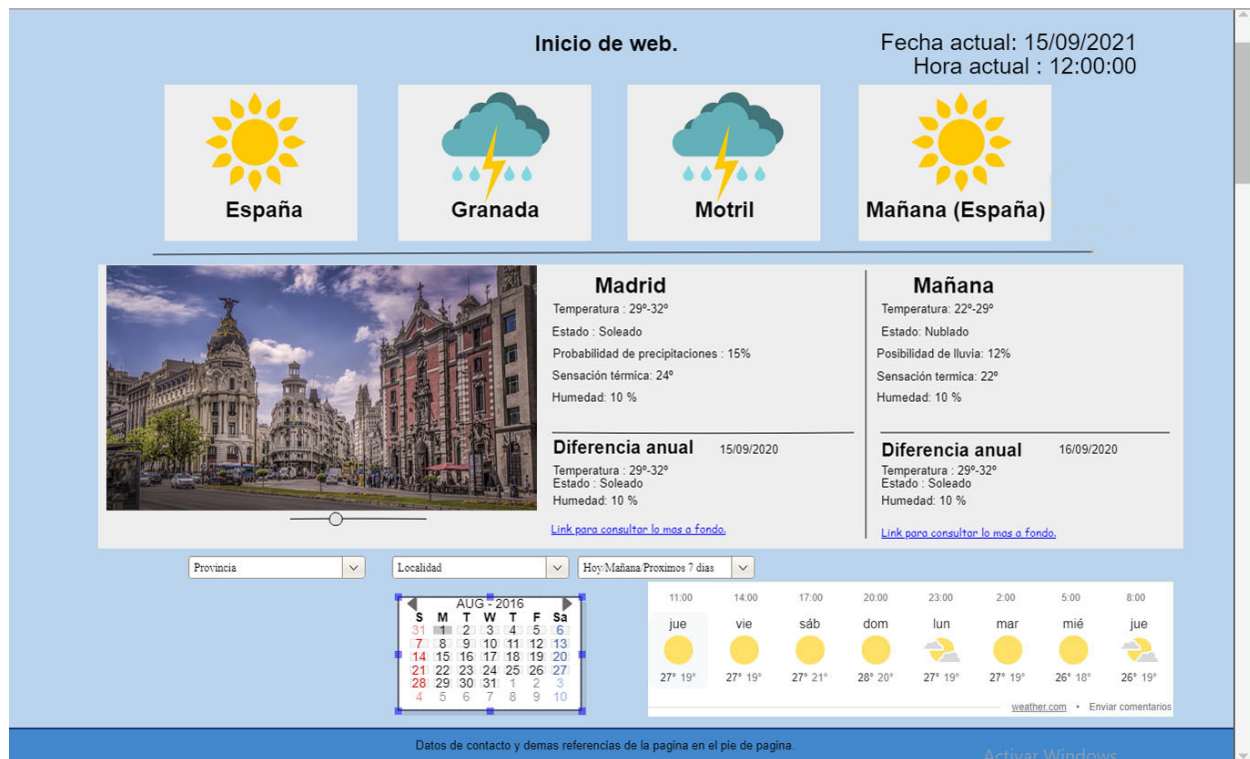 Inicio de web.
Fecha actual: 15/09/2021
Hora actual : 12:00:00
España
Granada
Motril
Mañana (España)
Madrid
Temperatura : 29º-32º
Estado : Soleado
Probabilidad de precipitaciones : 15%
Sensación térmica: 24º
Humedad: 10 %
Diferencia anual 15/09/2020
Temperatura : 29º-32º
Estado : Soleado
Humedad: 10 %
Link para consultar lo mas a fondo.
Mañana
Temperatura: 22º-29º
Estado: Nublado
Posibilidad de lluvia: 12%
Sensación termica: 22º
Humedad: 10 %
Diferencia anual 16/09/2020
Temperatura : 29º-32º
Estado : Soleado
Humedad: 10 %
Link para consultar lo mas a fondo.
Provincia
Localidad
Hoy/Mañana/Proximos 7 dias
AUG - 2016
S M T W T F Sa
31 1 2 3 4 5 6
7 8 9 10 11 12 13
14 15 16 17 18 19 20
21 22 23 24 25 26 27
28 29 30 31 1 2 3
4 5 6 7 8 9 10
11:00 14:00 17:00 20:00 23:00 2:00 5:00 8:00
jue vie sáb dom lun mar mié jue
27° 19° 27° 19° 27° 21° 28° 20° 27° 19° 27° 19° 26° 18° 26° 19°
weather.com • Enviar comentarios
Datos de contacto y demas referencias de la pagina en el pie de pagina.
Activar Windows